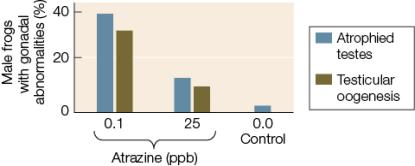 Male frogs
with gonadal
abnormalities (%)
40
20
0
0.1
25
0.0
Control
Atrazine (ppb)
Atrophied
testes
Testicular
oogenesis